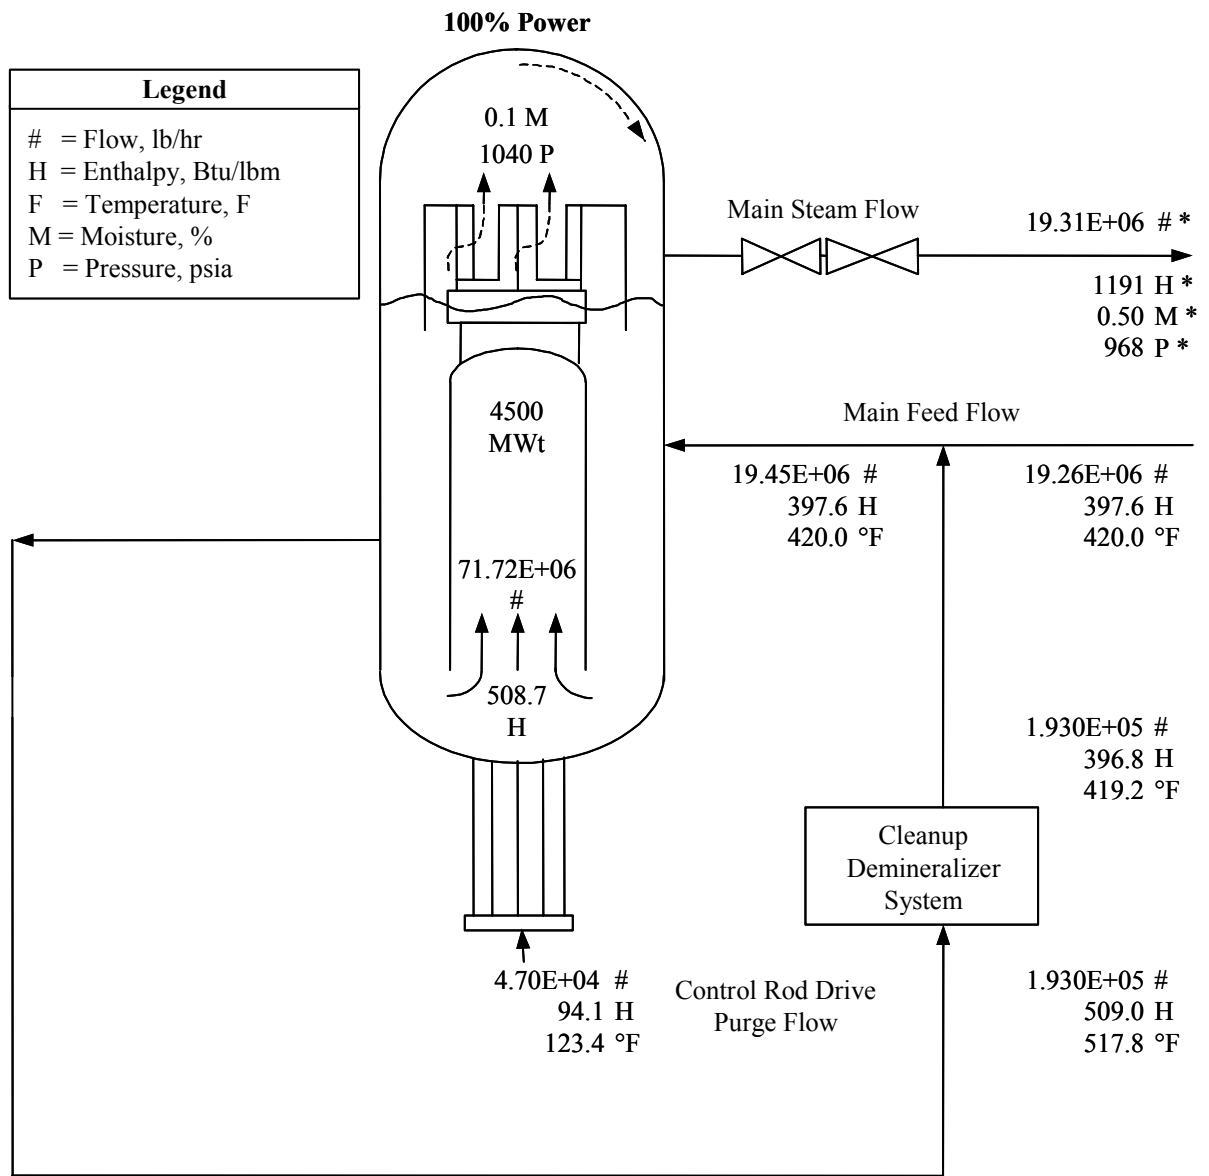 100% Power
Legend
# = Flow, lb/hr
H = Enthalpy, Btu/lbm
F = Temperature, F
M = Moisture, %
P = Pressure, psia
0.1 M
1040 P
Main Steam Flow
19.31E+06 # *
1191 H *
0.50 M *
968 P *
4500
MWt
Main Feed Flow
19.45E+06 #
397.6 H
420.0 °F
19.26E+06 #
397.6 H
420.0 °F
71.72E+06
#
508.7
H
1.930E+05 #
396.8 H
419.2 °F
Cleanup
Demineralizer
System
4.70E+04 #
94.1 H
123.4 °F
Control Rod Drive
Purge Flow
1.930E+05 #
509.0 H
517.8 °F